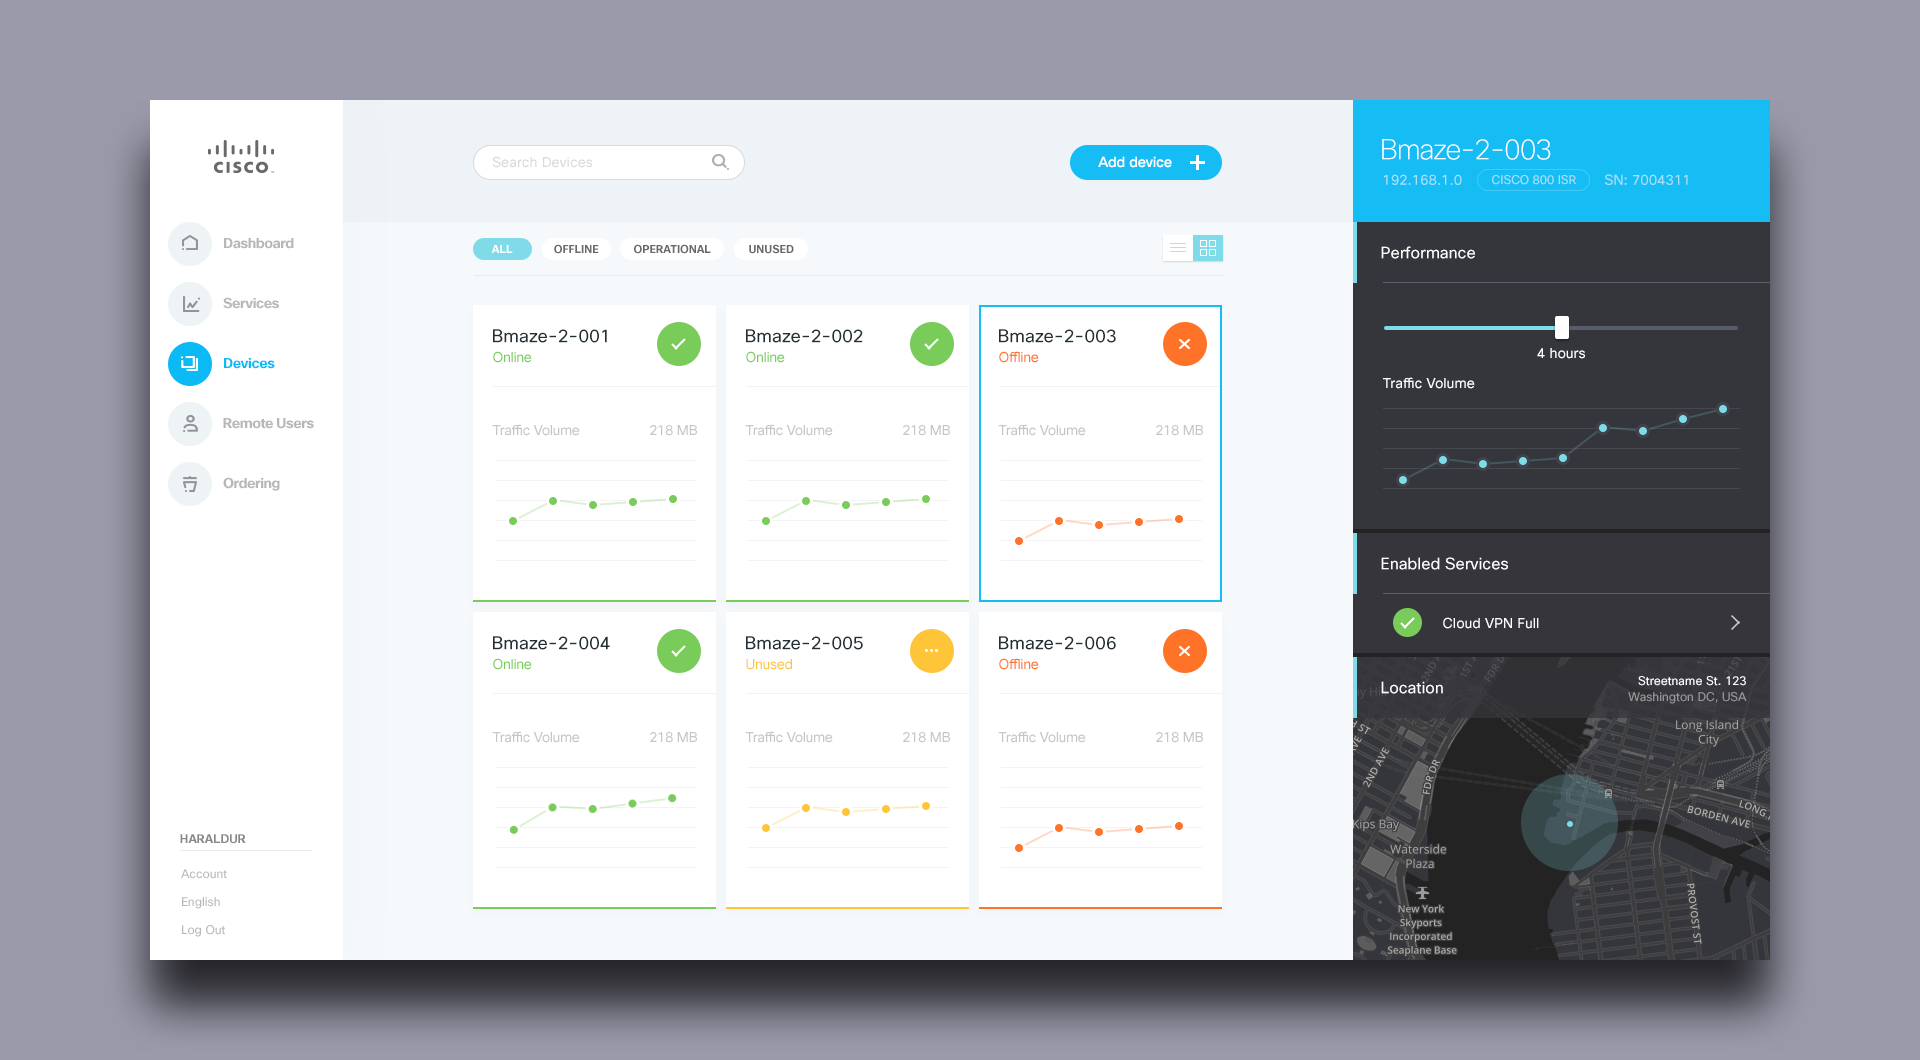 CISCO
Dashboard
Services
Devices
Remote Users
Ordering
HARALDUR
Account
English
Log Out
Search Devices
Add device
ALL
OFFLINE
OPERATIONAL
UNUSED
Bmaze-2-001
Online
Traffic Volume 218 MB
Bmaze-2-002
Online
Traffic Volume 218 MB
Bmaze-2-003
Offline
Traffic Volume 218 MB
Bmaze-2-004
Online
Traffic Volume 218 MB
Bmaze-2-005
Unused
Traffic Volume 218 MB
Bmaze-2-006
Offline
Traffic Volume 218 MB
Bmaze-2-003
192.168.1.0 CISCO 800 ISR SN: 7004311
Performance
4 hours
Traffic Volume
Enabled Services
Cloud VPN Full
Location
Streetname St. 123
Washington DC, USA
Long Island
City
2ND AVE
FDR DR
BORDEN AVE
LONG
Kips Bay
Waterside
Plaza
PROVOST ST
New York
Skyports
Incorporated
Seaplane Base